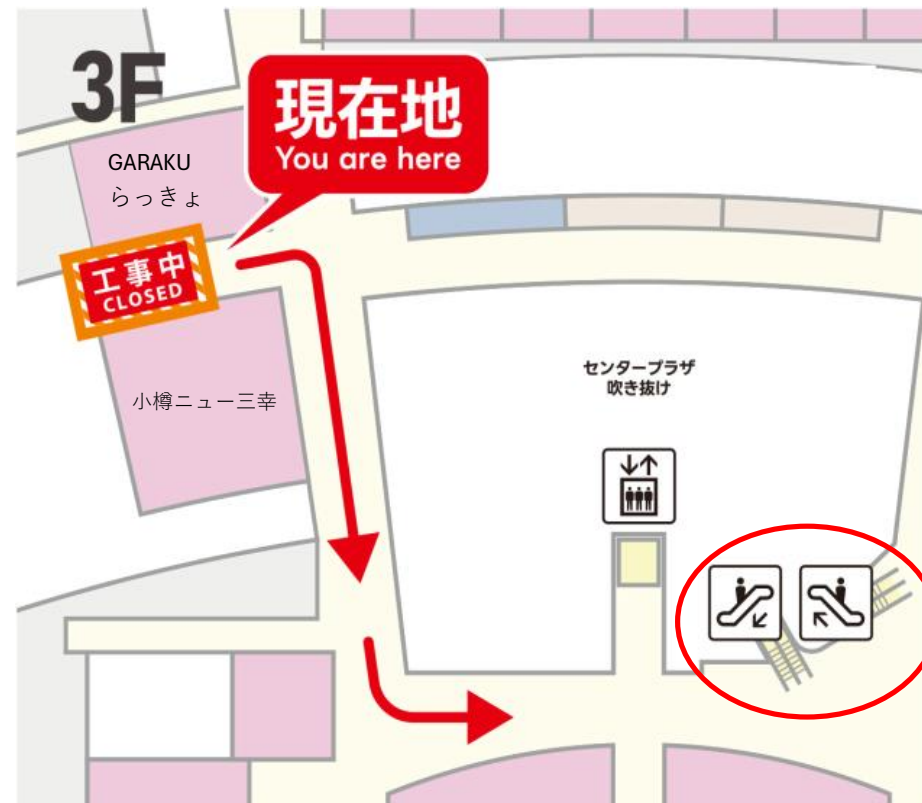 3F
現在地
You are here
GARAKU
らっきょ
工事中
CLOSED
小樽ニュー三幸
センタープラザ
吹き抜け